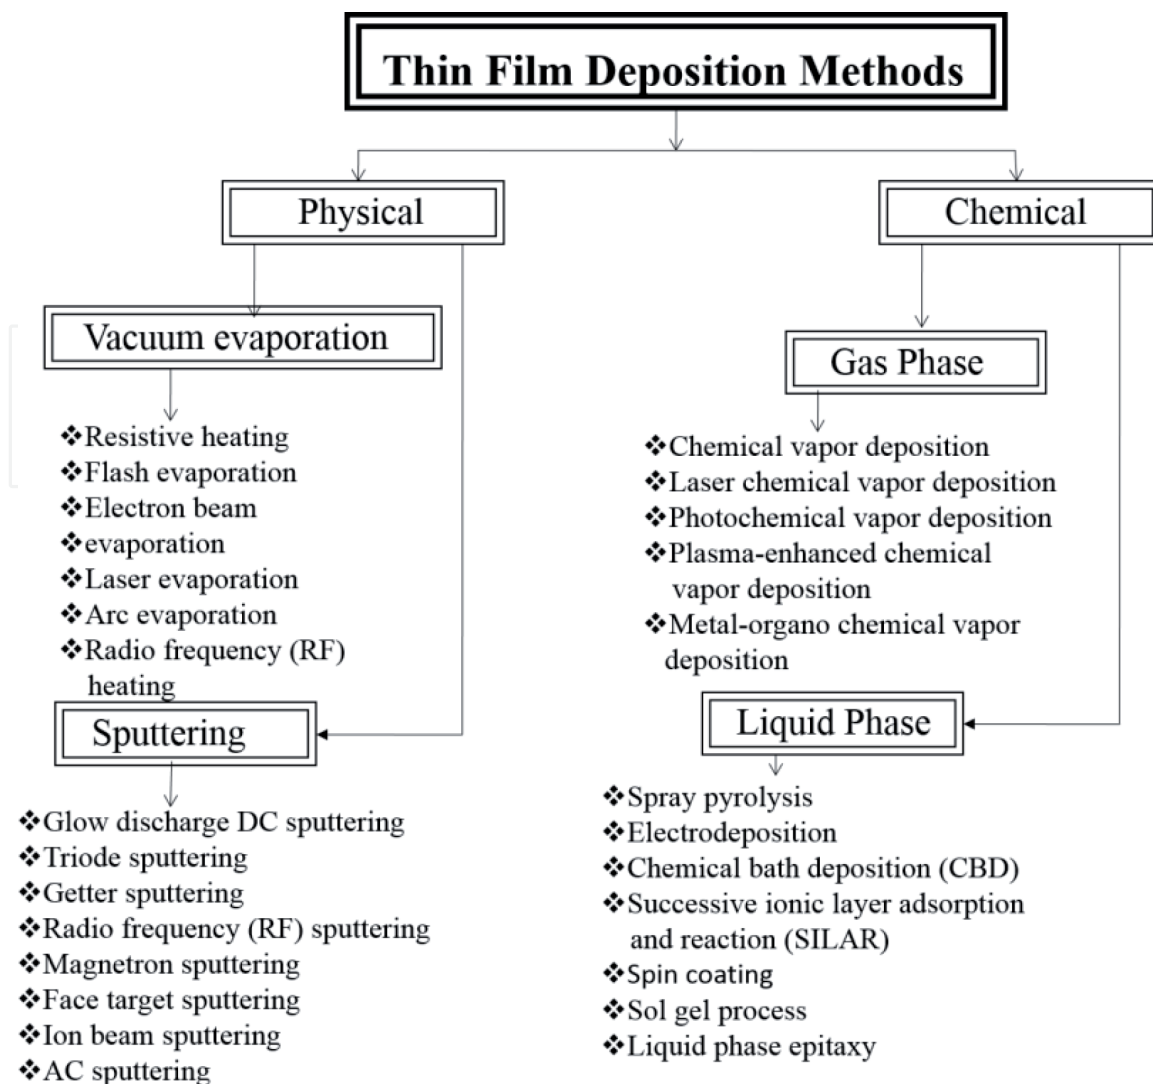 Thin Film Deposition Methods
Physical
Vacuum evaporation
❖Resistive heating
❖Flash evaporation
❖Electron beam
❖evaporation
❖Laser evaporation
❖Arc evaporation
❖Radio frequency (RF)
heating
Sputtering
❖Glow discharge DC sputtering
❖Triode sputtering
❖Getter sputtering
❖Radio frequency (RF) sputtering
❖Magnetron sputtering
❖Face target sputtering
❖Ion beam sputtering
❖AC sputtering
Chemical
Gas Phase
❖Chemical vapor deposition
❖Laser chemical vapor deposition
❖Photochemical vapor deposition
❖Plasma-enhanced chemical
vapor deposition
❖Metal-organo chemical vapor
deposition
Liquid Phase
❖Spray pyrolysis
❖Electrodeposition
❖Chemical bath deposition (CBD)
❖Successive ionic layer adsorption
and reaction (SILAR)
❖Spin coating
❖Sol gel process
❖Liquid phase epitaxy